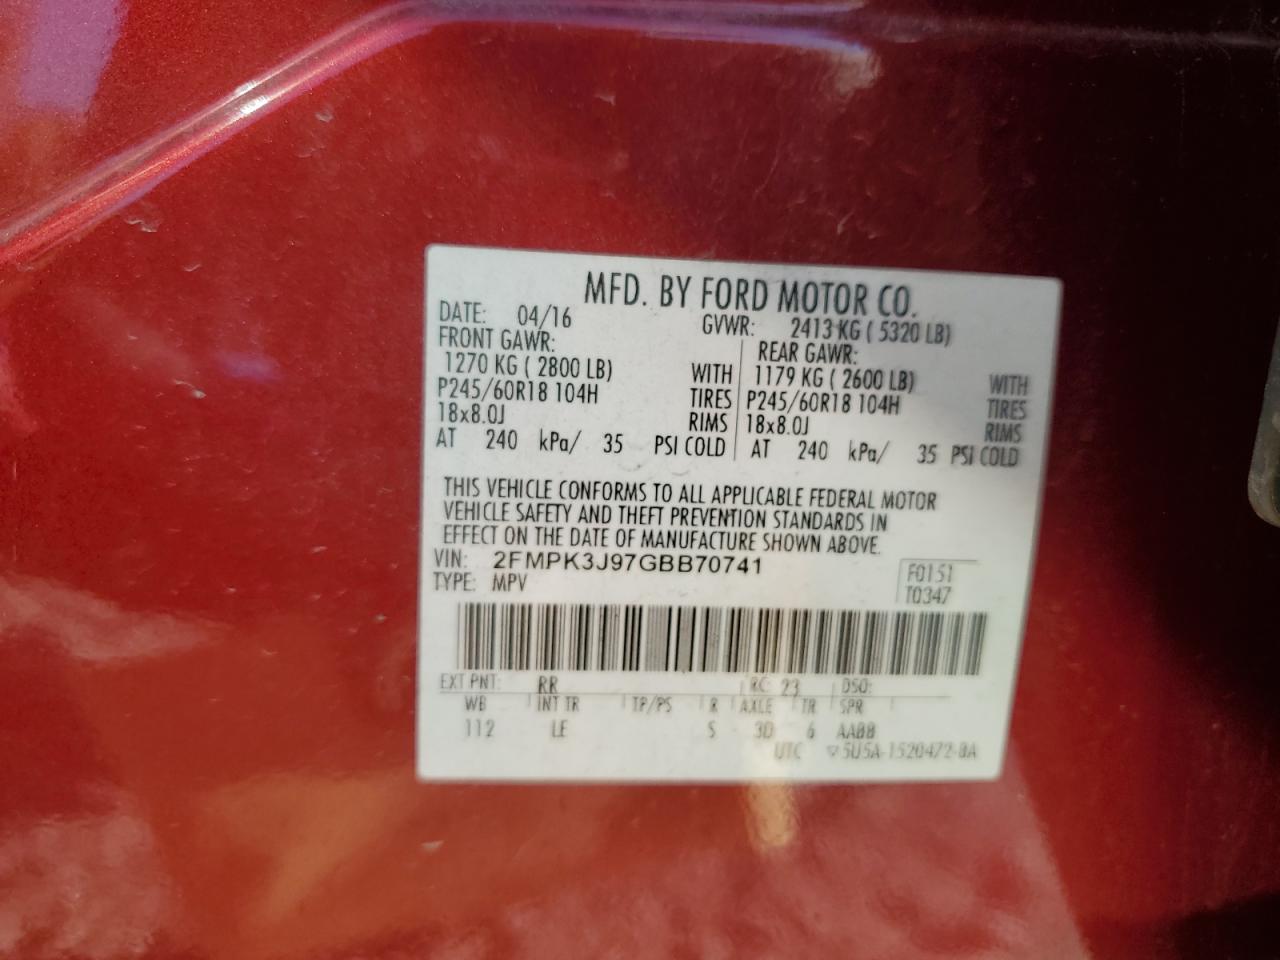 MFD. BY FORD MOTOR CO.
DATE: 04/16 GVWR: 2413 KG ( 5320 LB)
FRONT GAWR: REAR GAWR:
1270 KG ( 2800 LB) WITH 1179 KG ( 2600 LB) WITH
P245/60R18 104H TIRES P245/60R18 104H TIRES
18x8.0J RIMS 18x8.0J RIMS
AT 240 kPa/ 35 PSI COLD AT 240 kPa/ 35 PSI COLD
THIS VEHICLE CONFORMS TO ALL APPLICABLE FEDERAL MOTOR
VEHICLE SAFETY AND THEFT PREVENTION STANDARDS IN
EFFECT ON THE DATE OF MANUFACTURE SHOWN ABOVE.
VIN: 2FMPK3J97GBB70741 F0151
TYPE: MPV T0347
EXT PNT: RR RC: 23 DSO:
WB INT TR TP/PS R AXLE TR SPR
112 LE S 3D 6 AABB
UTC ▽5U5A-1520472-BA